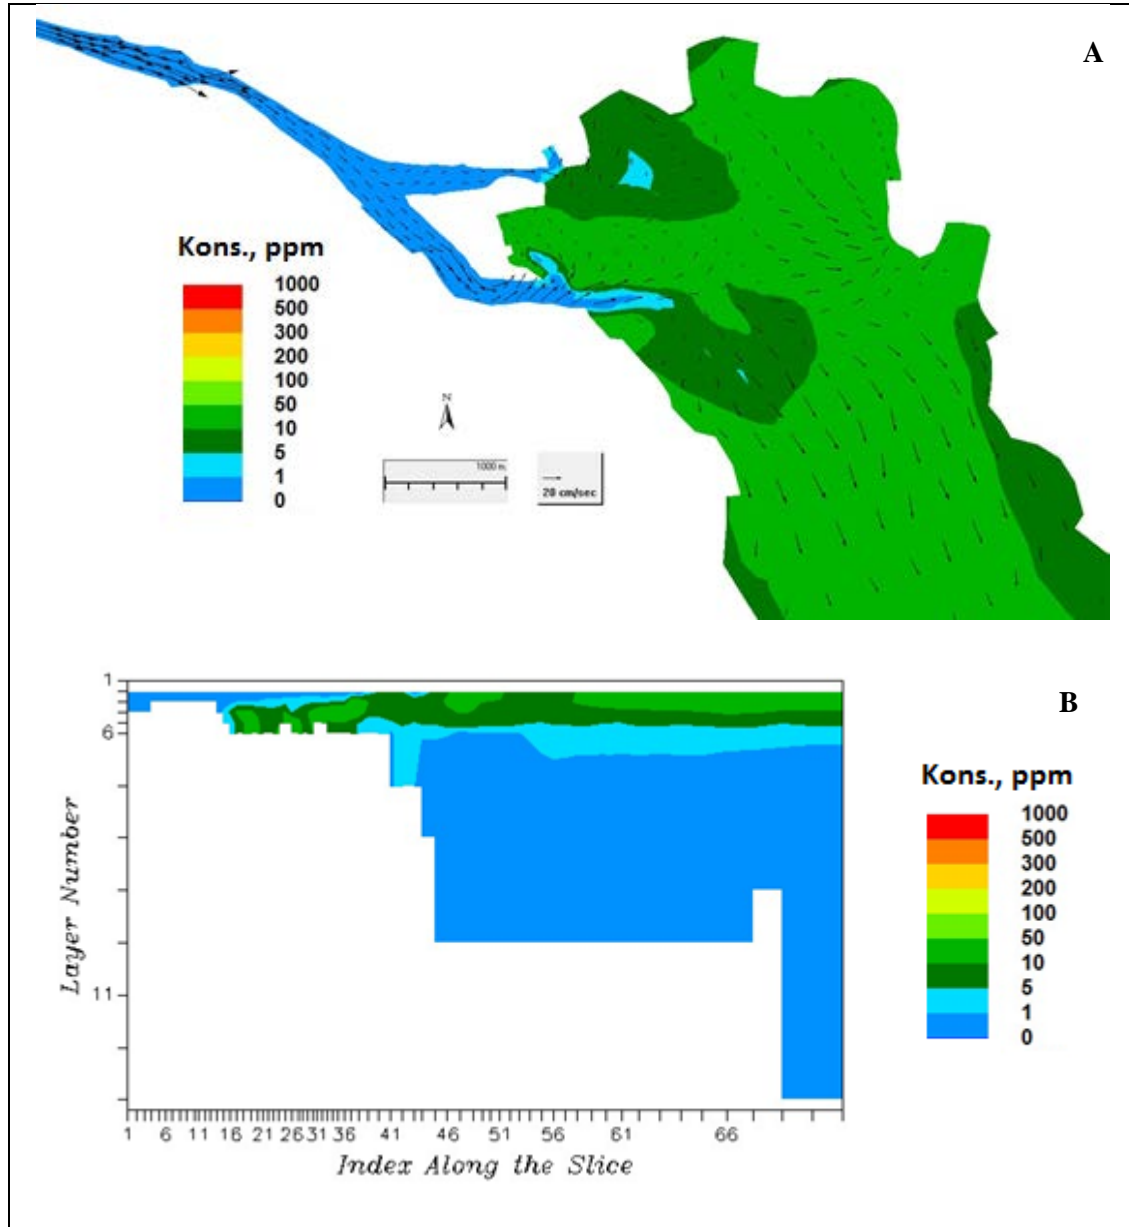 A
Kons., ppm
1000
500
300
200
100
50
10
5
1
0
N
1000 m.
20 cm/sec
B
1
6
11
Layer Number
1 6 11 16 21 26 31 36 41 46 51 56 61 66
Index Along the Slice
Kons., ppm
1000
500
300
200
100
50
10
5
1
0